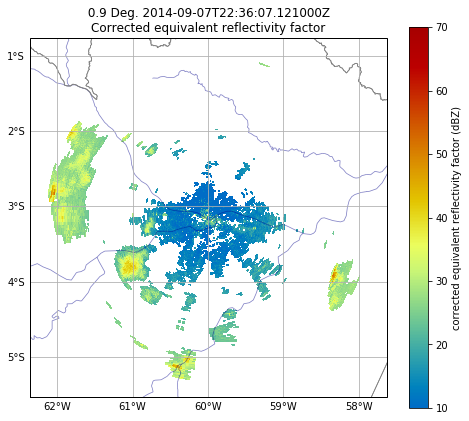 0.9 Deg. 2014-09-07T22:36:07.121000Z
Corrected equivalent reflectivity factor
1°S
2°S
3°S
4°S
5°S
62°W 61°W 60°W 59°W 58°W
70
60
50
40
30
20
10
corrected equivalent reflectivity factor (dBZ)